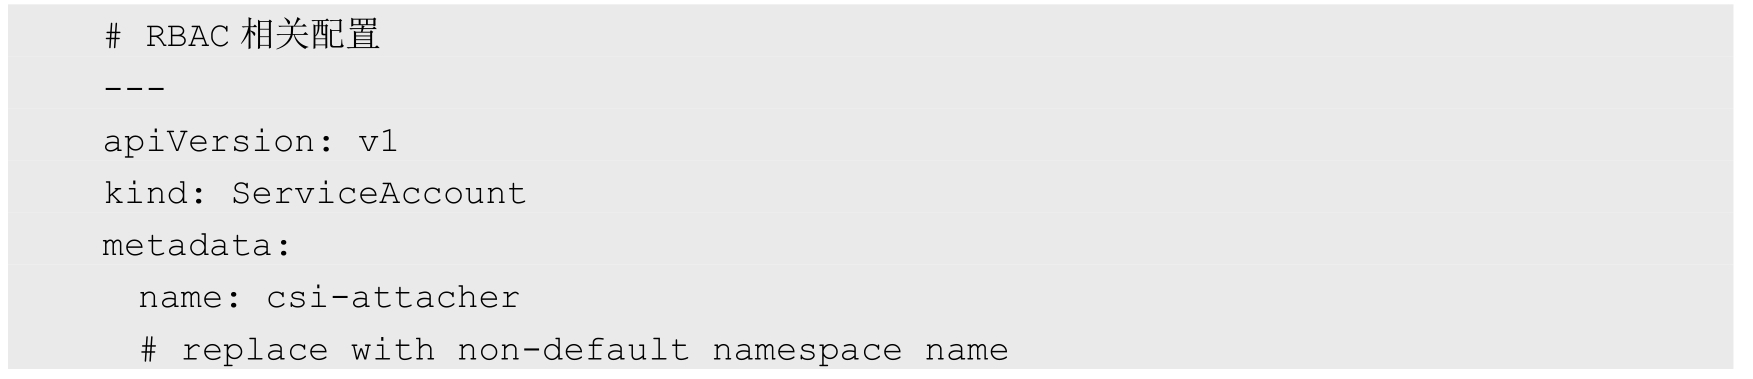 # RBAC 相关配置
---
apiVersion: v1
kind: ServiceAccount
metadata:
  name: csi-attacher
  # replace with non-default namespace name